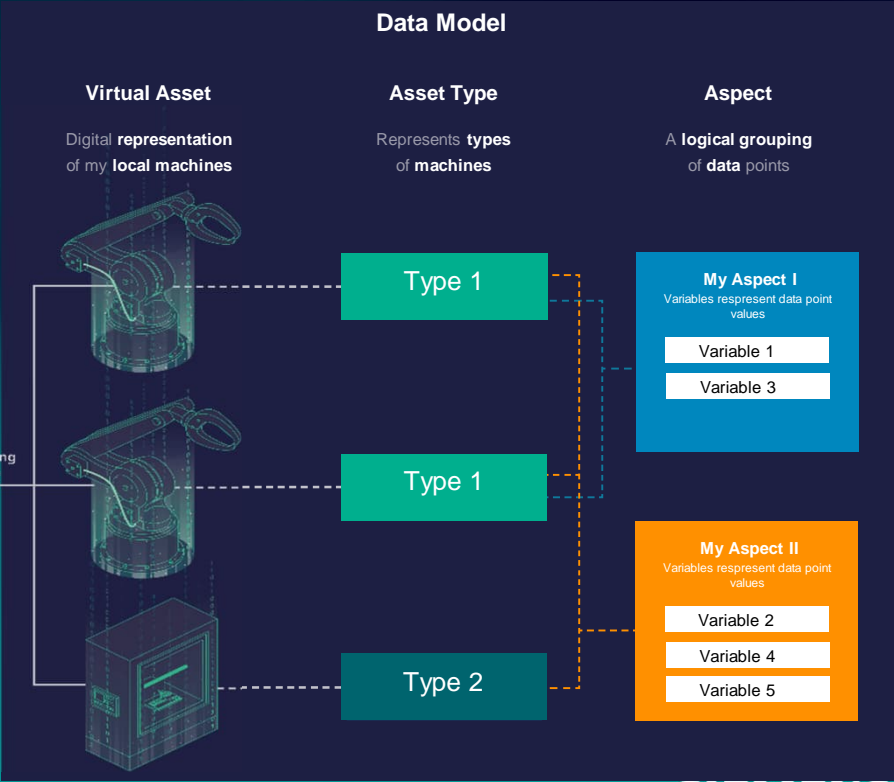 Data Model
Virtual Asset
Digital representation
of my local machines
Asset Type
Represents types
of machines
Aspect
A logical grouping
of data points
Type 1
My Aspect I
Variables respresent data point
values
Variable 1
Variable 3
ng
Type 1
My Aspect II
Variables respresent data point
values
Variable 2
Variable 4
Variable 5
Type 2